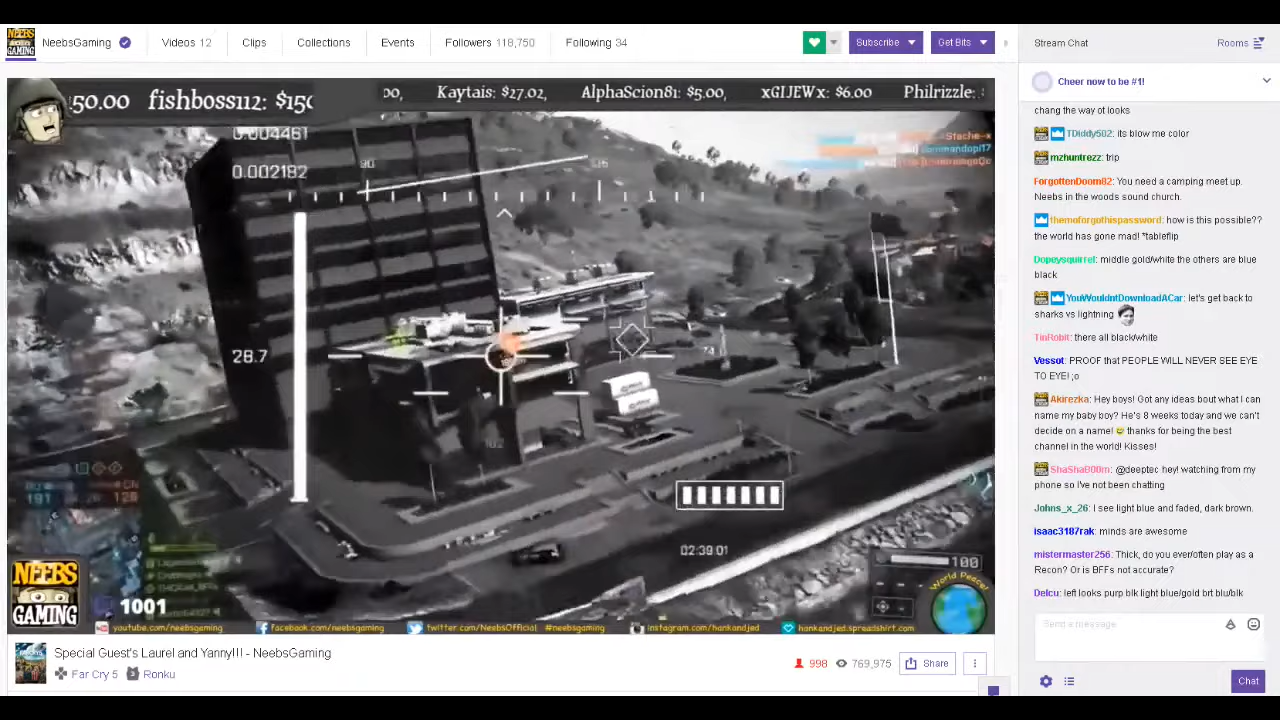 NeebsGaming
Videos 12
Clips
Collections
Events
Followers 118,750
Following 34
Subscribe
Get Bits
Stream Chat
Rooms
50.00 fishboss112: $150
00, Kaytais: $27.02, AlphaScion81: $5.00, xGIJEWx: $6.00 Philrizzle:
0.004461
0.002182
90
28.7
02:39.01
100
1001
World Peace!
NEEBS
GAMING
youtube.com/neebsgaming
facebook.com/neebsgaming
twitter.com/NeebsOfficial #neebsgaming
instagram.com/hankandjed
hankandjed.spreadshirt.com
Special Guest's Laurel and Yanny!!! - NeebsGaming
Far Cry 5
Ronku
998
769,975
Share
Cheer now to be #1!
chang the way ot looks
TDiddy502: its blow me color
mzhuntrezz: trip
ForgottenDoom82: You need a camping meet up.
Neebs in the woods sound church.
themoforgothispassword: how is this possible??
the world has gone mad! *tableflip
Dopeysquirrel: middle gold/white the others are blue
black
YouWouldntDownloadACar: let's get back to
sharks vs lightning
TinRobit: there all black/white
Vessot: PROOF that PEOPLE WILL NEVER SEE EYE
TO EYE! ;o
Akirezka: Hey boys! Got any ideas bout what I can
name my baby boy? He's 8 weeks today and we can't
decide on a name! thanks for being the best
channel in the world! Kisses!
ShaShaB00m: @deeptec hey! watching from my
phone so I've not been chatting
Johns_x_26: I see light blue and faded, dark brown.
isaac3187rak: minds are awesome
mistermaster256: Thick, do you ever/often play as a
Recon? Or is BFFs not accurate?
Delcu: left looks purp blk light blue/gold brt blu/blk
Send a message
Chat